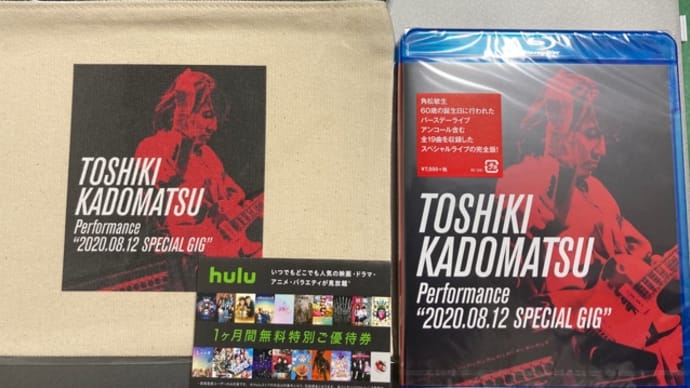 TOSHIKI
KADOMATSU
Performance
"2020.08.12 SPECIAL GIG"
hulu
いつでもどこでも人気の映画・ドラマ・
アニメ・バラエティが見放題
1ヶ月間無料特別ご優待券
Blu-ray Disc
角松敏生
60歳の誕生日に行われた
バースデーライブ
アンコール含む
全19曲を収録した
スペシャルライブの完全版!
TOSHIKI
KADOMATSU
Performance
"2020.08.12 SPECIAL GIG"